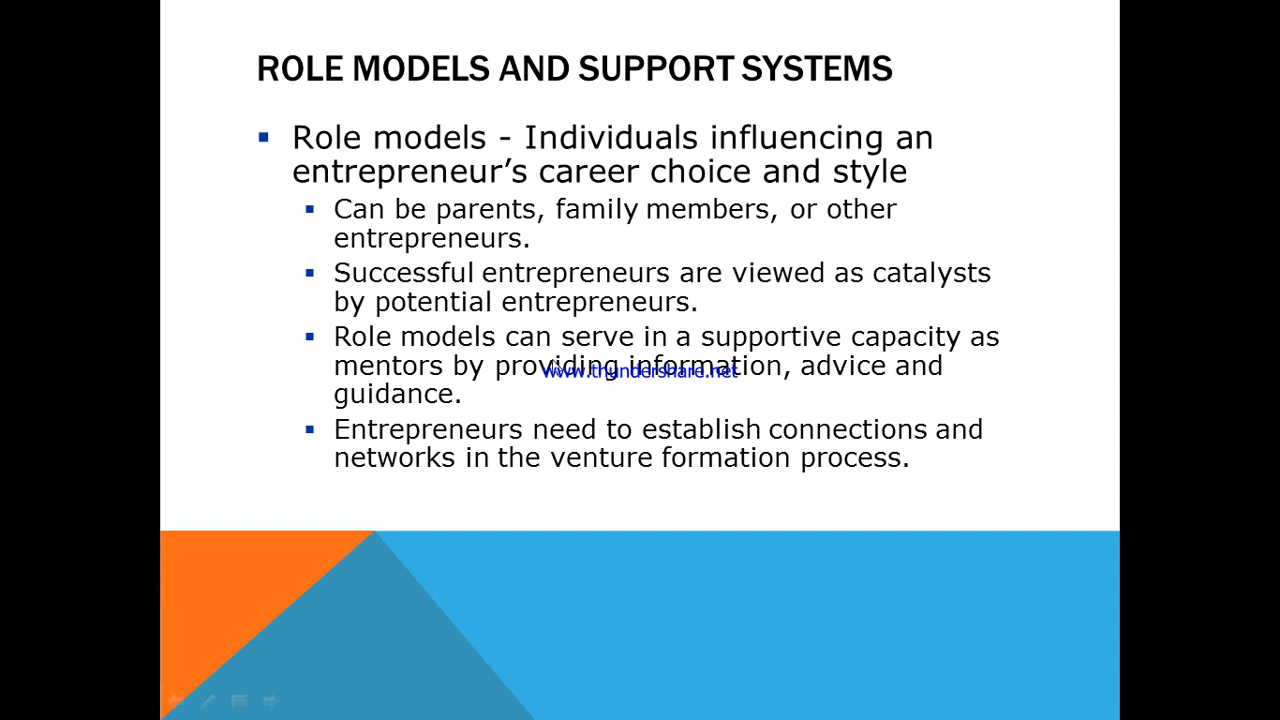 ROLE MODELS AND SUPPORT SYSTEMS
▪ Role models - Individuals influencing an
entrepreneur’s career choice and style
▪ Can be parents, family members, or other
entrepreneurs.
▪ Successful entrepreneurs are viewed as catalysts
by potential entrepreneurs.
▪ Role models can serve in a supportive capacity as
mentors by providing information, advice and
www.thundershare.net
guidance.
▪ Entrepreneurs need to establish connections and
networks in the venture formation process.